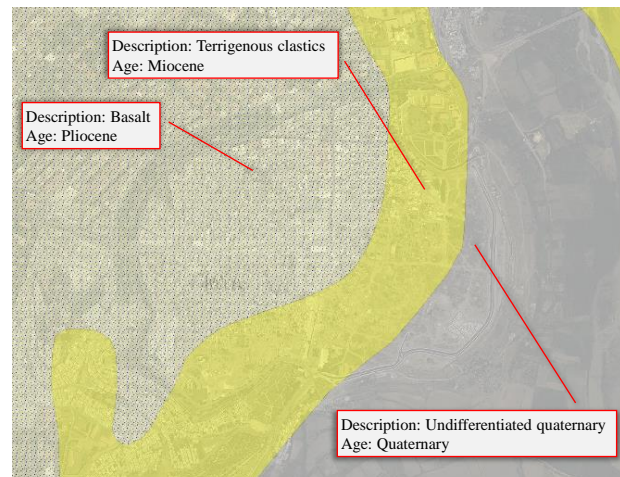 Description: Terrigenous clastics
Age: Miocene
Description: Basalt
Age: Pliocene
Description: Undifferentiated quaternary
Age: Quaternary